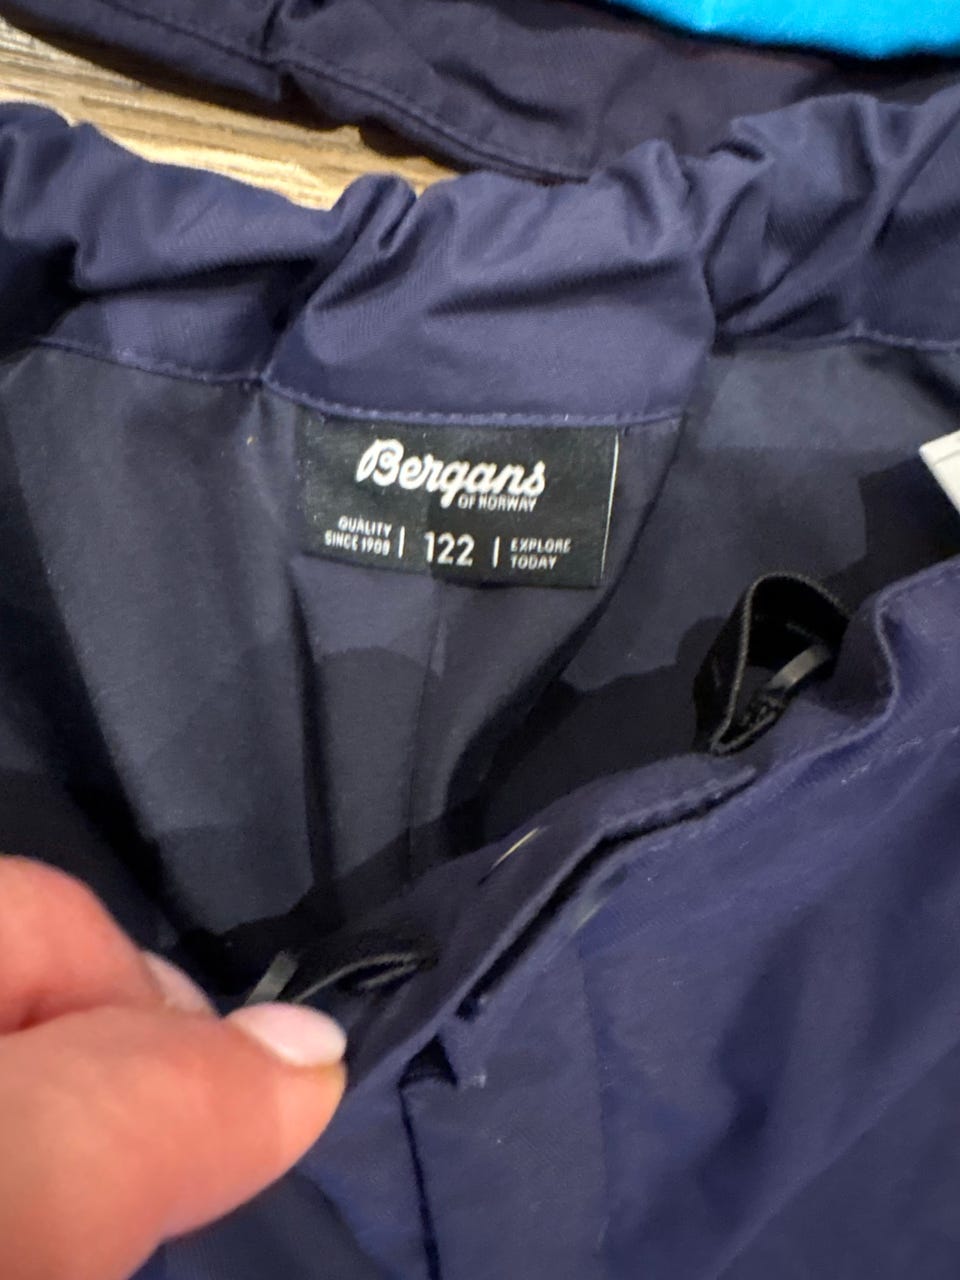 Bergans
OF NORWAY
QUALITY
SINCE 1908 | 122 | EXPLORE
TODAY